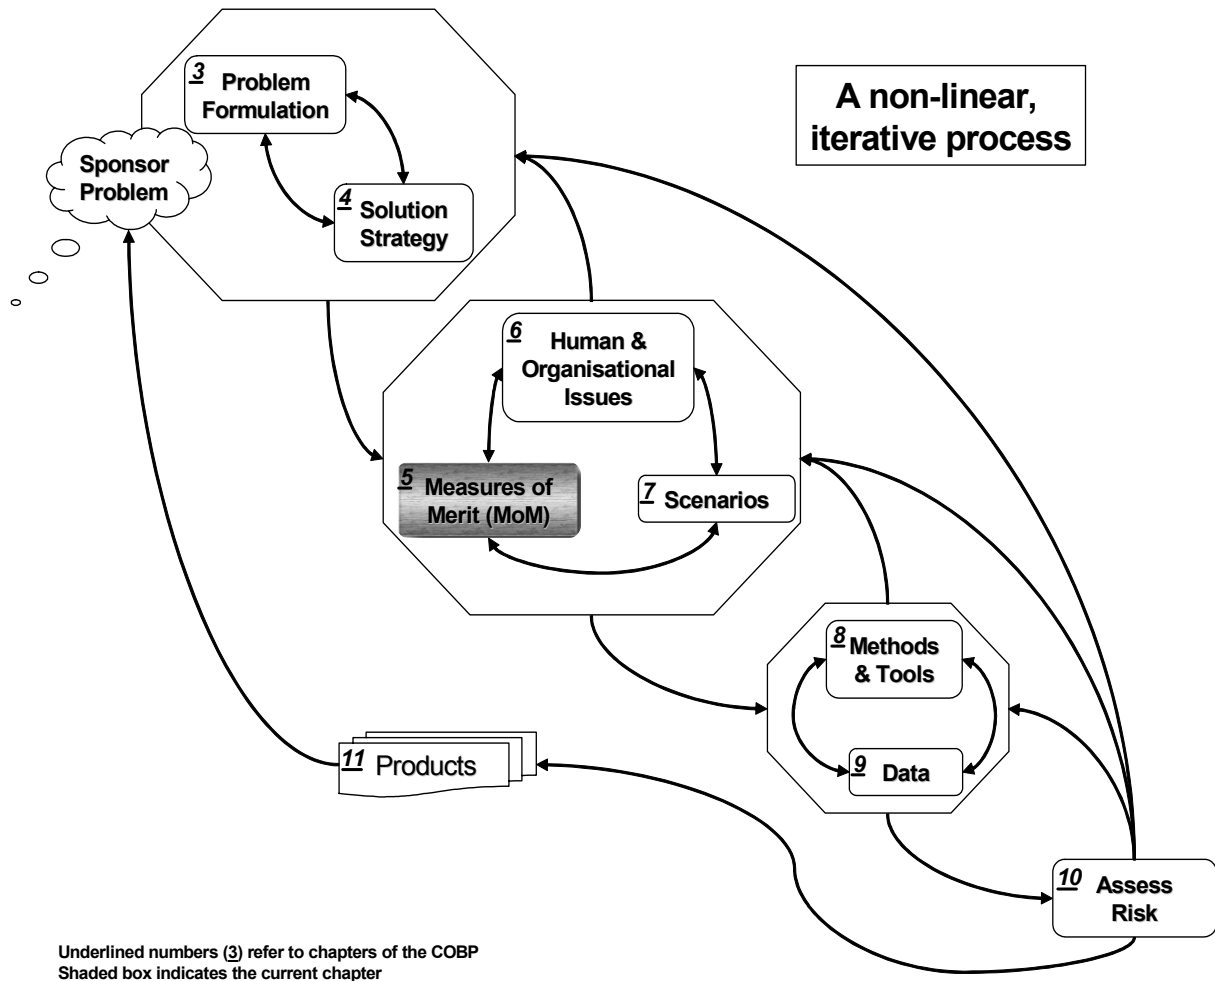 3 Problem
Formulation
A non-linear,
iterative process
Sponsor
Problem
4 Solution
Strategy
6 Human &
Organisational
Issues
5 Measures of
Merit (MoM)
7 Scenarios
8 Methods
& Tools
9 Data
11 Products
10 Assess
Risk
Underlined numbers (3) refer to chapters of the COBP
Shaded box indicates the current chapter